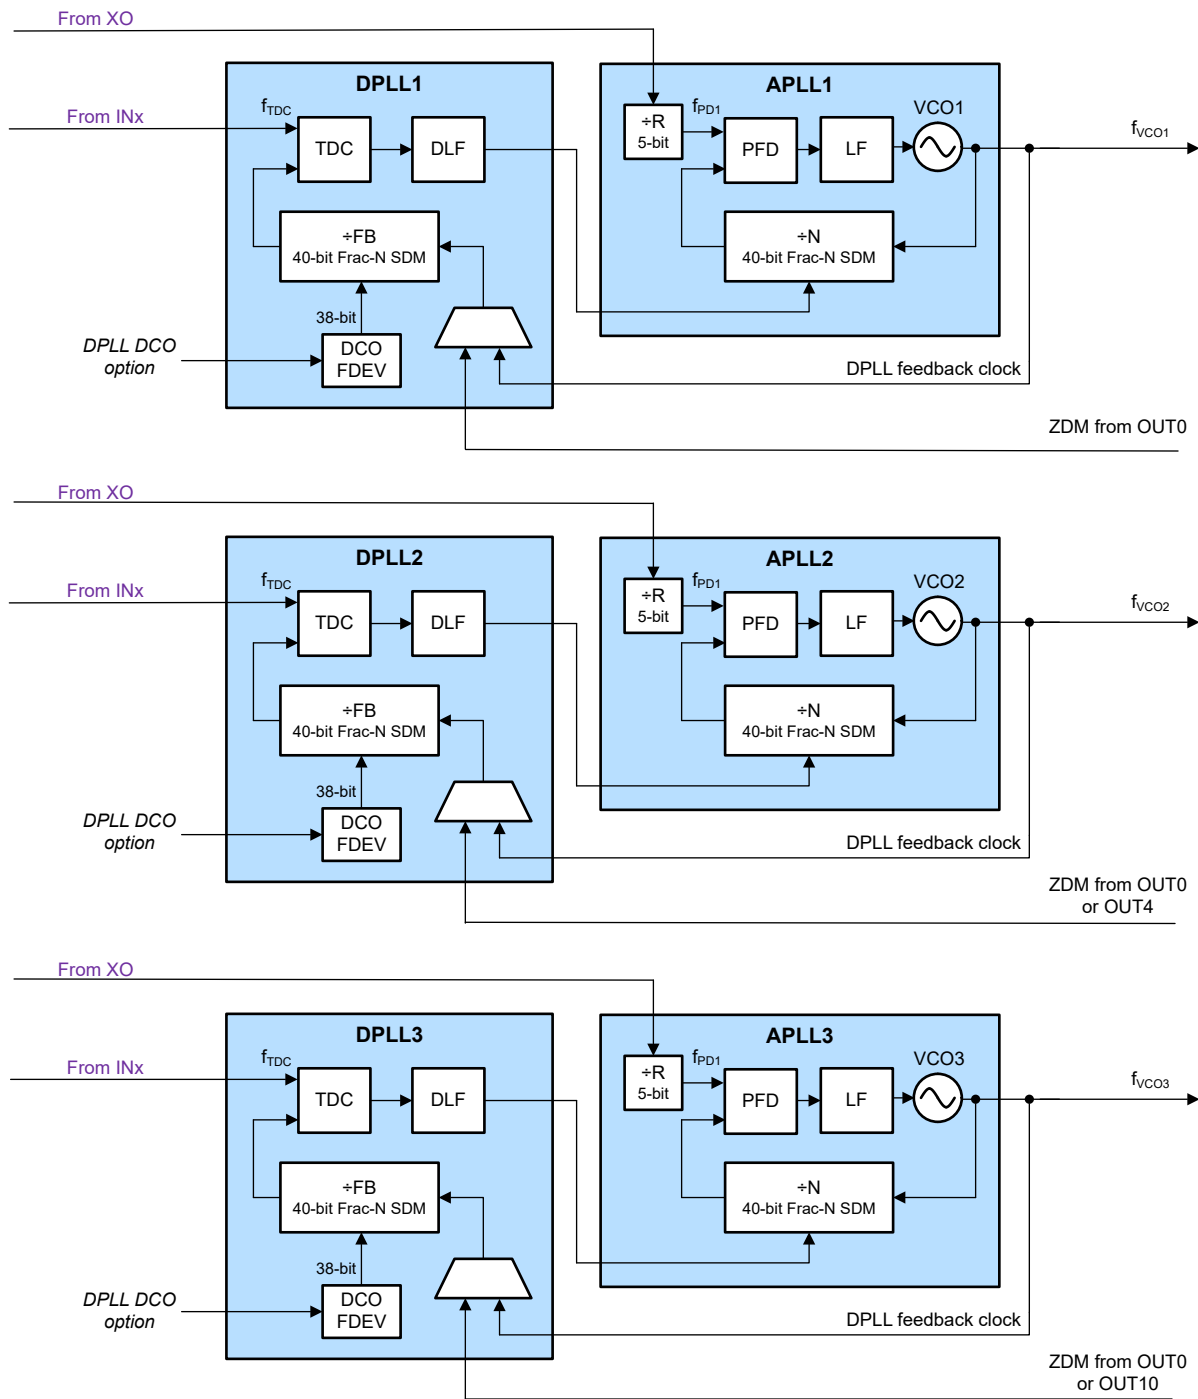 From XO
DPLL1
APLL1
From INx
fTDC
TDC
DLF
÷R
5-bit
fPD1
PFD
LF
VCO1
fVCO1
÷FB
40-bit Frac-N SDM
÷N
40-bit Frac-N SDM
38-bit
DPLL DCO
option
DCO
FDEV
DPLL feedback clock
ZDM from OUT0
From XO
DPLL2
APLL2
From INx
fTDC
TDC
DLF
÷R
5-bit
fPD1
PFD
LF
VCO2
fVCO2
÷FB
40-bit Frac-N SDM
÷N
40-bit Frac-N SDM
38-bit
DPLL DCO
option
DCO
FDEV
DPLL feedback clock
ZDM from OUT0
or OUT4
From XO
DPLL3
APLL3
From INx
fTDC
TDC
DLF
÷R
5-bit
fPD1
PFD
LF
VCO3
fVCO3
÷FB
40-bit Frac-N SDM
÷N
40-bit Frac-N SDM
38-bit
DPLL DCO
option
DCO
FDEV
DPLL feedback clock
ZDM from OUT0
or OUT10